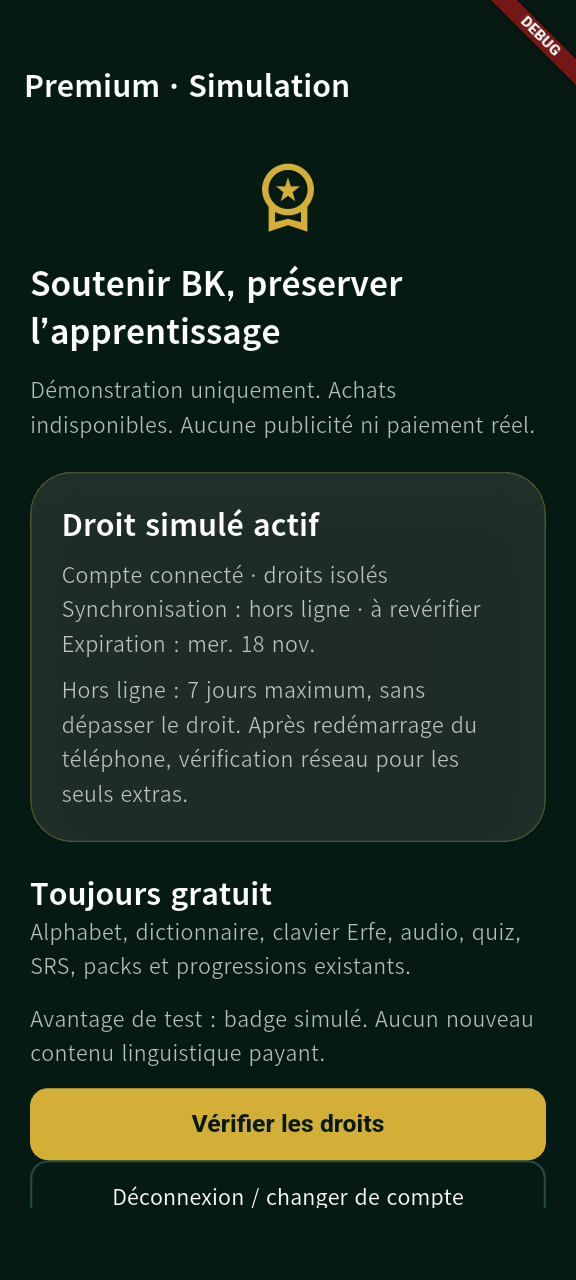 DEBUG
Premium · Simulation
Soutenir BK, préserver
l’apprentissage
Démonstration uniquement. Achats
indisponibles. Aucune publicité ni paiement réel.
Droit simulé actif
Compte connecté · droits isolés
Synchronisation : hors ligne · à revérifier
Expiration : mer. 18 nov.
Hors ligne : 7 jours maximum, sans
dépasser le droit. Après redémarrage du
téléphone, vérification réseau pour les
seuls extras.
Toujours gratuit
Alphabet, dictionnaire, clavier Erfe, audio, quiz,
SRS, packs et progressions existants.
Avantage de test : badge simulé. Aucun nouveau
contenu linguistique payant.
Vérifier les droits
Déconnexion / changer de compte